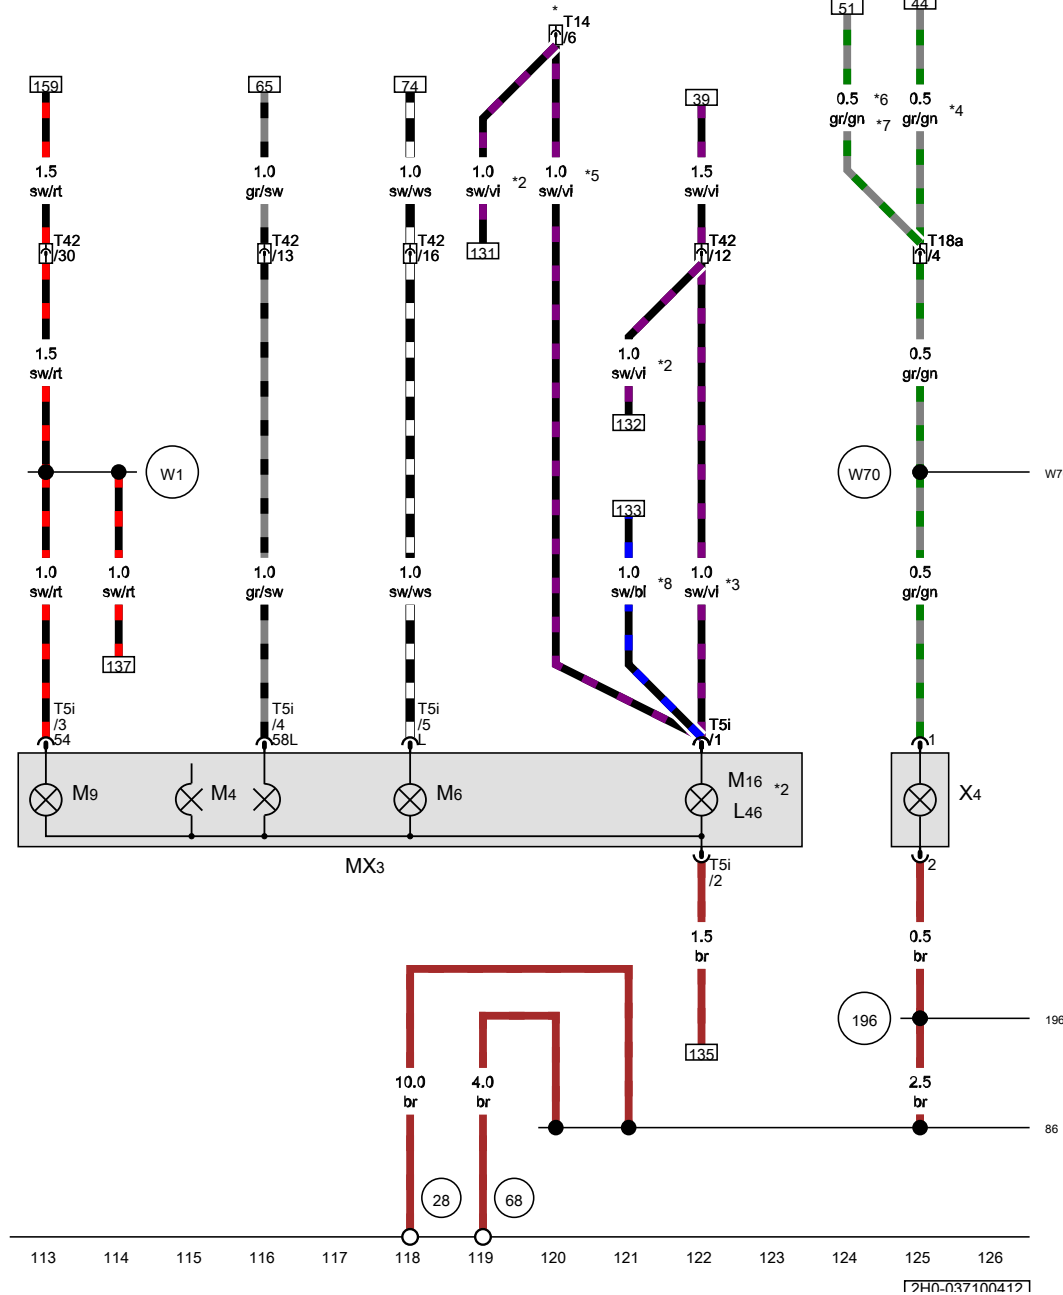 *
T14
/6
51
44
159
65
74
39
0.5
gr/gn
*6
*7
0.5
gr/gn
*4
1.5
sw/rt
1.0
gr/sw
1.0
sw/ws
1.0
sw/vi
*2
1.0
sw/vi
*5
1.5
sw/vi
T42
/30
T42
/13
T42
/16
131
T42
/12
T18a
/4
1.5
sw/rt
1.0
sw/vi
*2
0.5
gr/gn
132
W1
W70
W7
133
1.0
sw/rt
1.0
sw/rt
1.0
gr/sw
1.0
sw/ws
1.0
sw/bl
*8
1.0
sw/vi
*3
0.5
gr/gn
137
T5i
/3
54
T5i
/4
58L
T5i
/5
L
T5i
/1
1
M9
M4
M6
M16
*2
L46
X4
MX3
T5i
/2
2
1.5
br
0.5
br
196
196
135
10.0
br
4.0
br
2.5
br
86
28
68
113 114 115 116 117 118 119 120 121 122 123 124 125 126
2H0-037100412